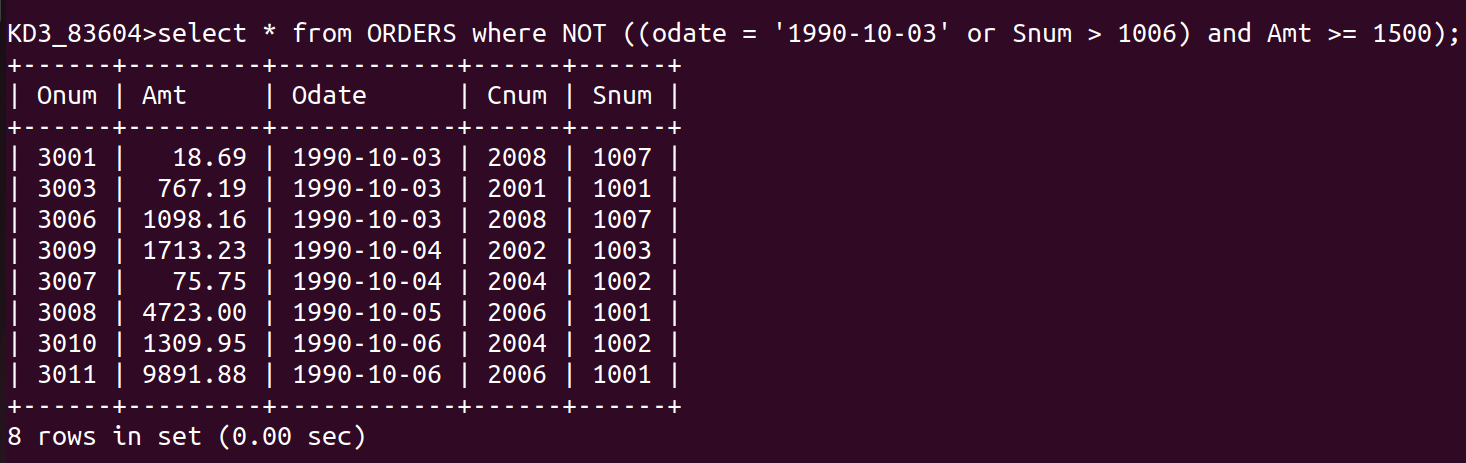 KD3_83604>select * from ORDERS where NOT ((odate = '1990-10-03' or Snum > 1006) and Amt >= 1500);
+------+---------+------------+------+------+
| Onum | Amt     | Odate      | Cnum | Snum |
+------+---------+------------+------+------+
| 3001 |   18.69 | 1990-10-03 | 2008 | 1007 |
| 3003 |  767.19 | 1990-10-03 | 2001 | 1001 |
| 3006 | 1098.16 | 1990-10-03 | 2008 | 1007 |
| 3009 | 1713.23 | 1990-10-04 | 2002 | 1003 |
| 3007 |   75.75 | 1990-10-04 | 2004 | 1002 |
| 3008 | 4723.00 | 1990-10-05 | 2006 | 1001 |
| 3010 | 1309.95 | 1990-10-06 | 2004 | 1002 |
| 3011 | 9891.88 | 1990-10-06 | 2006 | 1001 |
+------+---------+------------+------+------+
8 rows in set (0.00 sec)